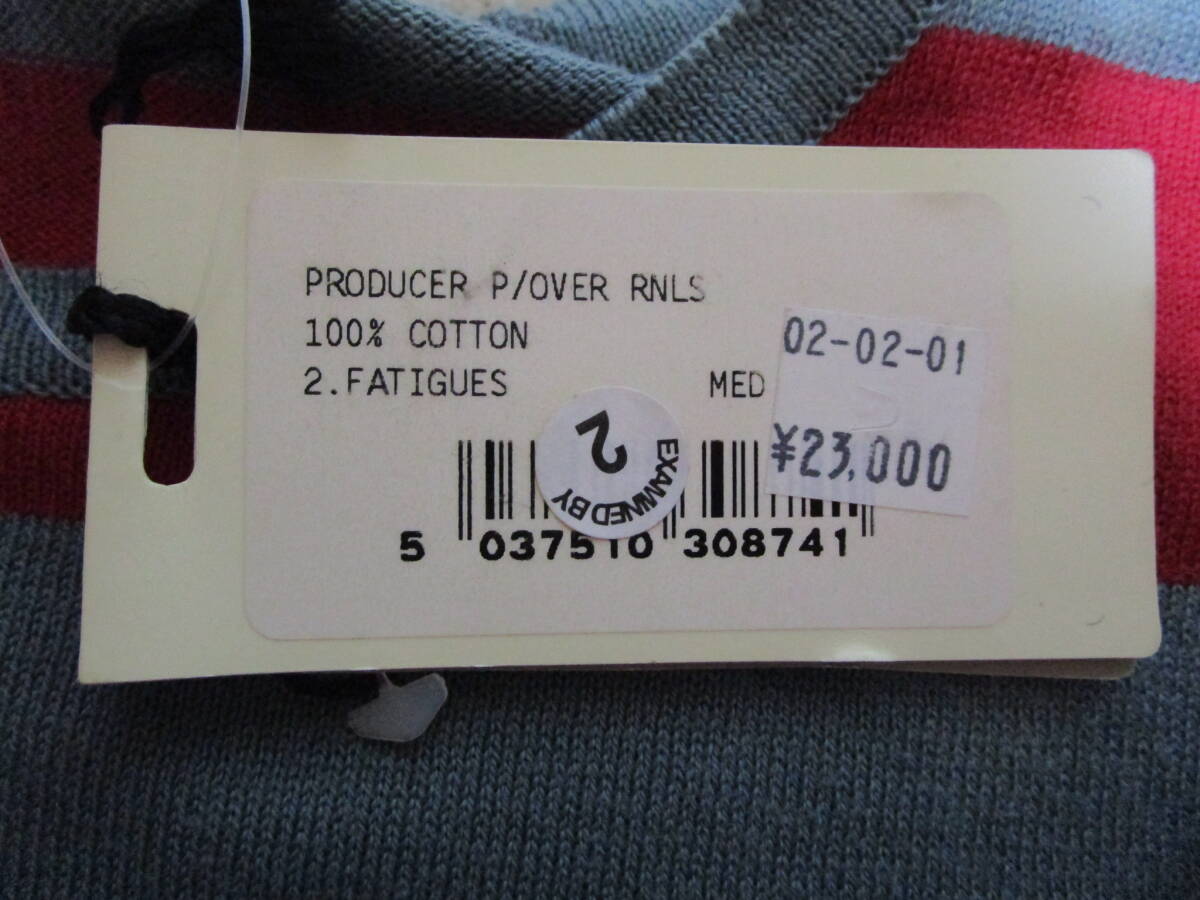 PRODUCER P/OVER RNLS
100% COTTON
2.FATIGUES MED
02-02-01
¥23,000
2
EXAMINED BY
5 037510 308741